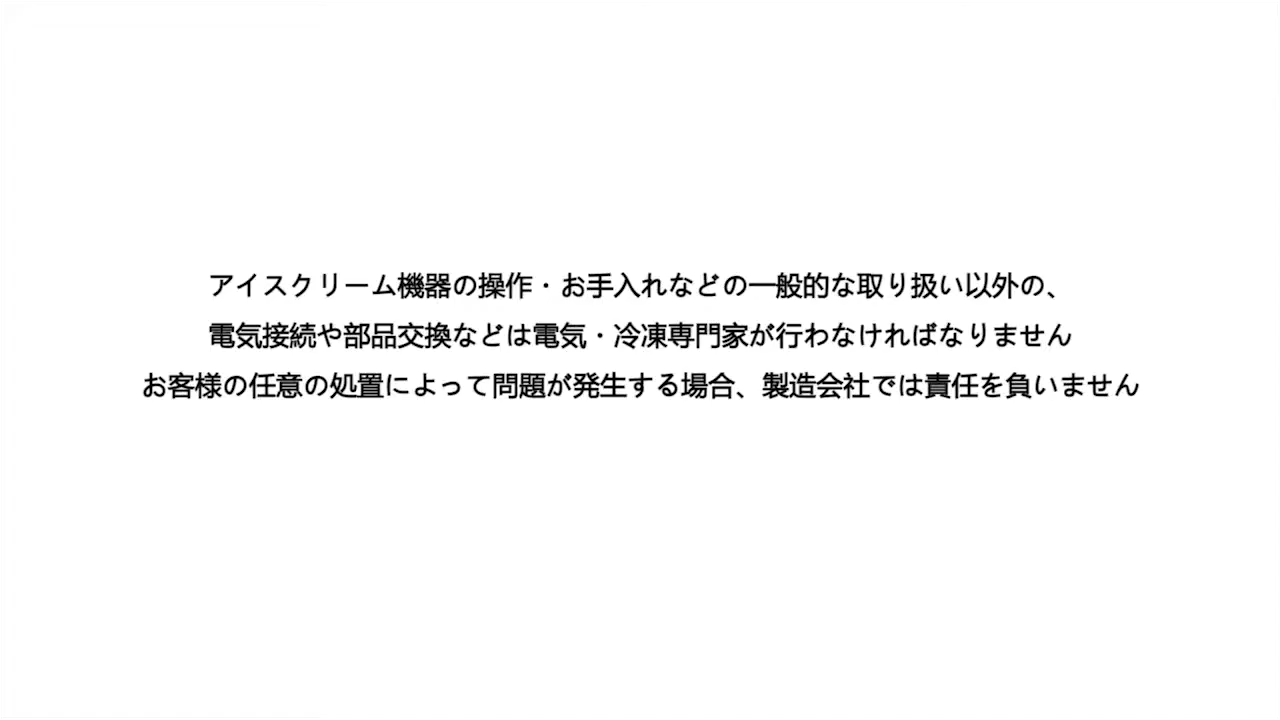 アイスクリーム機器の操作・お手入れなどの一般的な取り扱い以外の、
電気接続や部品交換などは電気・冷凍専門家が行わなければなりません
お客様の任意の処置によって問題が発生する場合、製造会社では責任を負いません